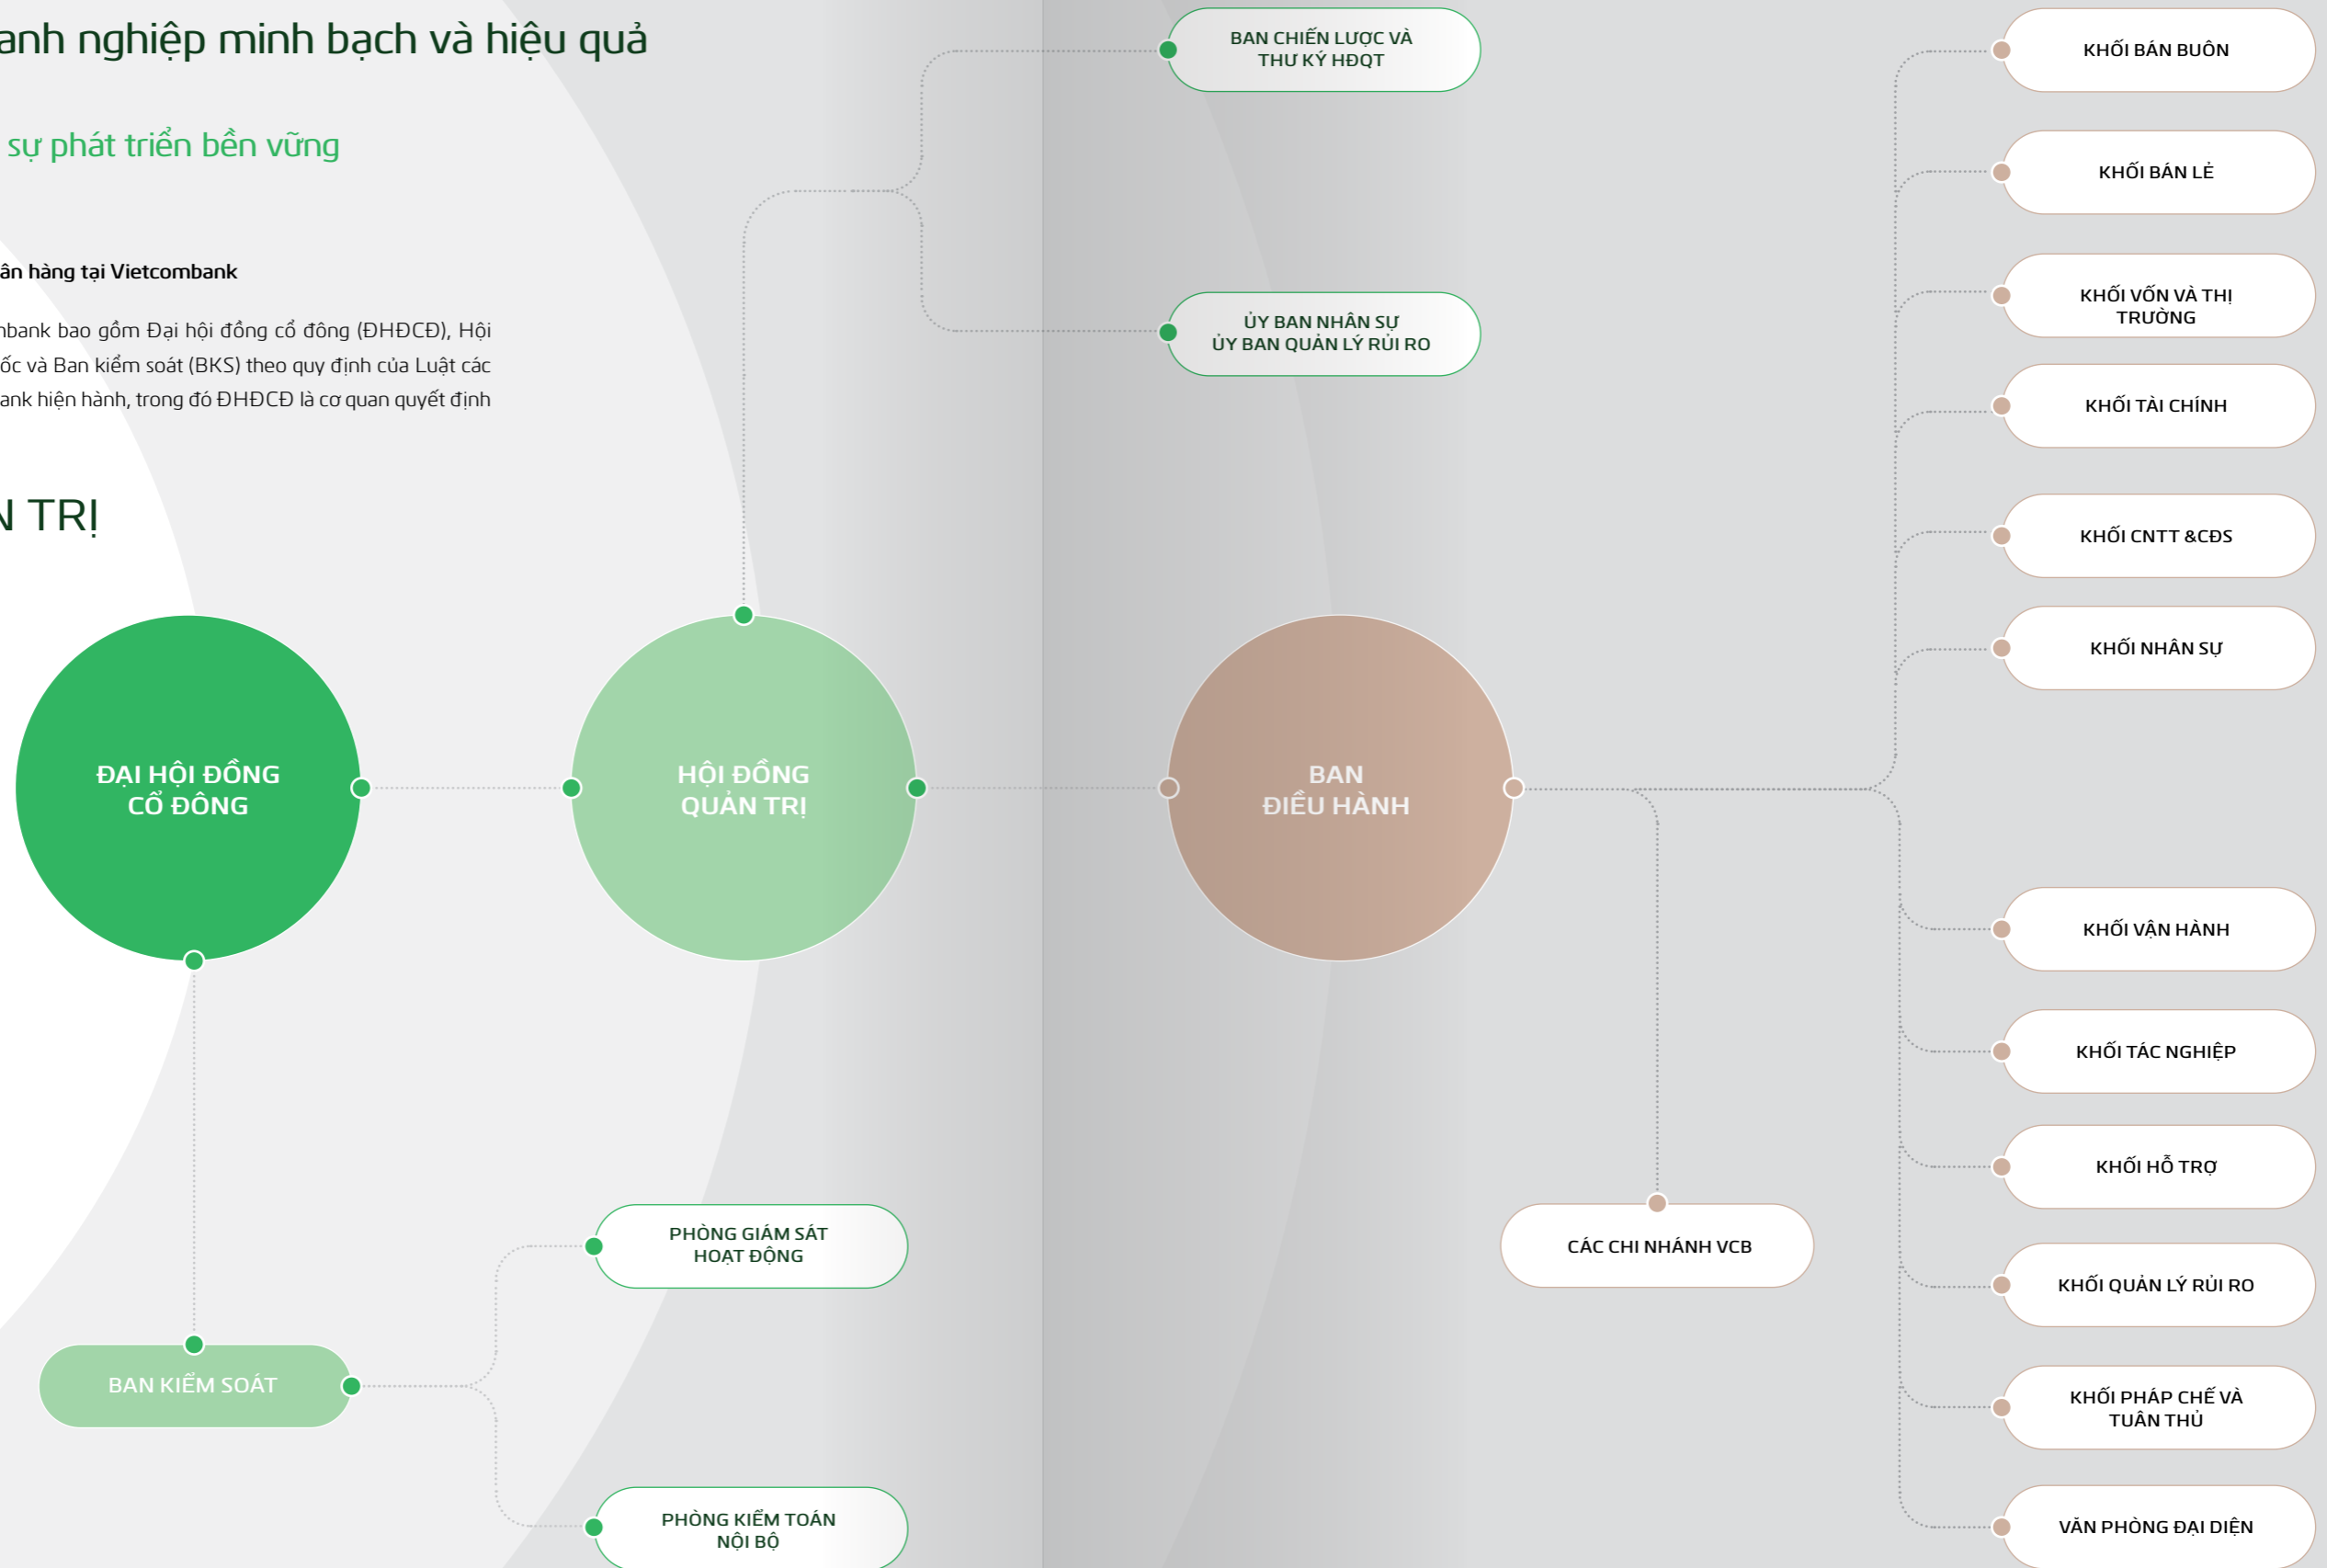 anh nghiệp minh bạch và hiệu quả
sự phát triển bền vững
ân hàng tại Vietcombank
nbank bao gồm Đại hội đồng cổ đông (ĐHĐCĐ), Hội
ốc và Ban kiểm soát (BKS) theo quy định của Luật các
ank hiện hành, trong đó ĐHĐCĐ là cơ quan quyết định
N TRỊ
ĐẠI HỘI ĐỒNG
CỔ ĐÔNG
HỘI ĐỒNG
QUẢN TRỊ
BAN
ĐIỀU HÀNH
BAN CHIẾN LƯỢC VÀ
THƯ KÝ HĐQT
ỦY BAN NHÂN SỰ
ỦY BAN QUẢN LÝ RỦI RO
BAN KIỂM SOÁT
PHÒNG GIÁM SÁT
HOẠT ĐỘNG
PHÒNG KIỂM TOÁN
NỘI BỘ
CÁC CHI NHÁNH VCB
KHỐI BÁN BUÔN
KHỐI BÁN LẺ
KHỐI VỐN VÀ THỊ
TRƯỜNG
KHỐI TÀI CHÍNH
KHỐI CNTT &CĐS
KHỐI NHÂN SỰ
KHỐI VẬN HÀNH
KHỐI TÁC NGHIỆP
KHỐI HỖ TRỢ
KHỐI QUẢN LÝ RỦI RO
KHỐI PHÁP CHẾ VÀ
TUÂN THỦ
VĂN PHÒNG ĐẠI DIỆN